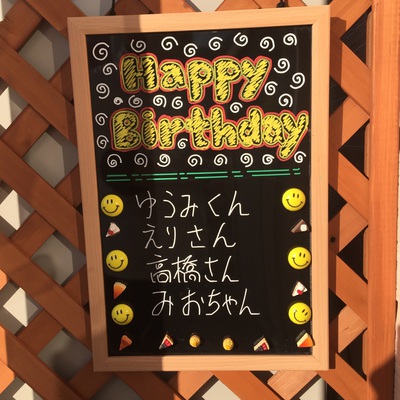 Happy
Birthday
ゆうみくん
えりさん
高橋さん
みおちゃん